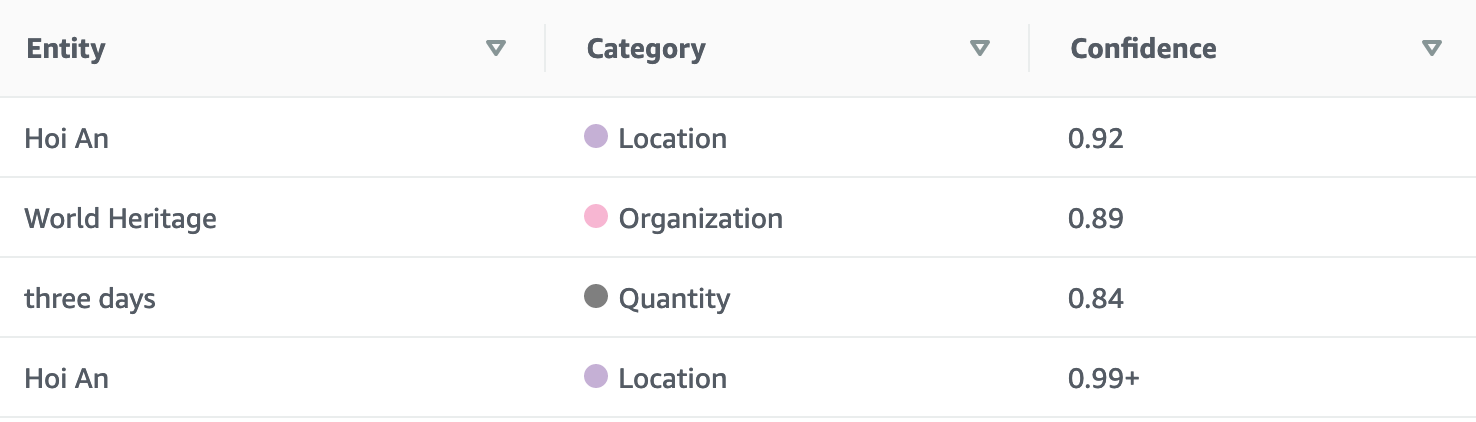 Entity Category Confidence
Hoi An Location 0.92
World Heritage Organization 0.89
three days Quantity 0.84
Hoi An Location 0.99+